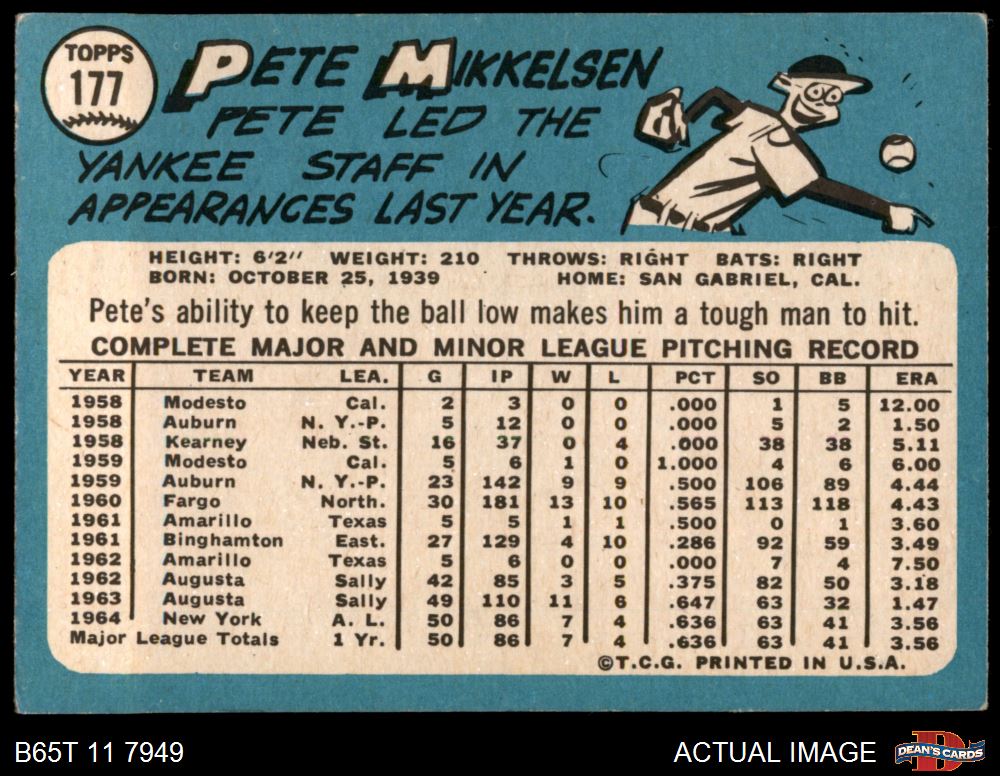 TOPPS
177
PETE MIKKELSEN
PETE LED THE
YANKEE STAFF IN
APPEARANCES LAST YEAR.
HEIGHT: 6'2" WEIGHT: 210 THROWS: RIGHT BATS: RIGHT
BORN: OCTOBER 25, 1939 HOME: SAN GABRIEL, CAL.
Pete's ability to keep the ball low makes him a tough man to hit.
COMPLETE MAJOR AND MINOR LEAGUE PITCHING RECORD
YEAR TEAM LEA. G IP W L PCT SO BB ERA
1958 Modesto Cal. 2 3 0 0 .000 1 5 12.00
1958 Auburn N. Y.-P. 5 12 0 0 .000 5 2 1.50
1958 Kearney Neb. St. 16 37 0 4 .000 38 38 5.11
1959 Modesto Cal. 5 6 1 0 1.000 4 6 6.00
1959 Auburn N. Y.-P. 23 142 9 9 .500 106 89 4.44
1960 Fargo North. 30 181 13 10 .565 113 118 4.43
1961 Amarillo Texas 5 5 1 1 .500 0 1 3.60
1961 Binghamton East. 27 129 4 10 .286 92 59 3.49
1962 Amarillo Texas 5 6 0 0 .000 7 4 7.50
1962 Augusta Sally 42 85 3 5 .375 82 50 3.18
1963 Augusta Sally 49 110 11 6 .647 63 32 1.47
1964 New York A. L. 50 86 7 4 .636 63 41 3.56
Major League Totals 1 Yr. 50 86 7 4 .636 63 41 3.56
©T.C.G. PRINTED IN U.S.A.
B65T 11 7949 ACTUAL IMAGE DEAN'S CARDS